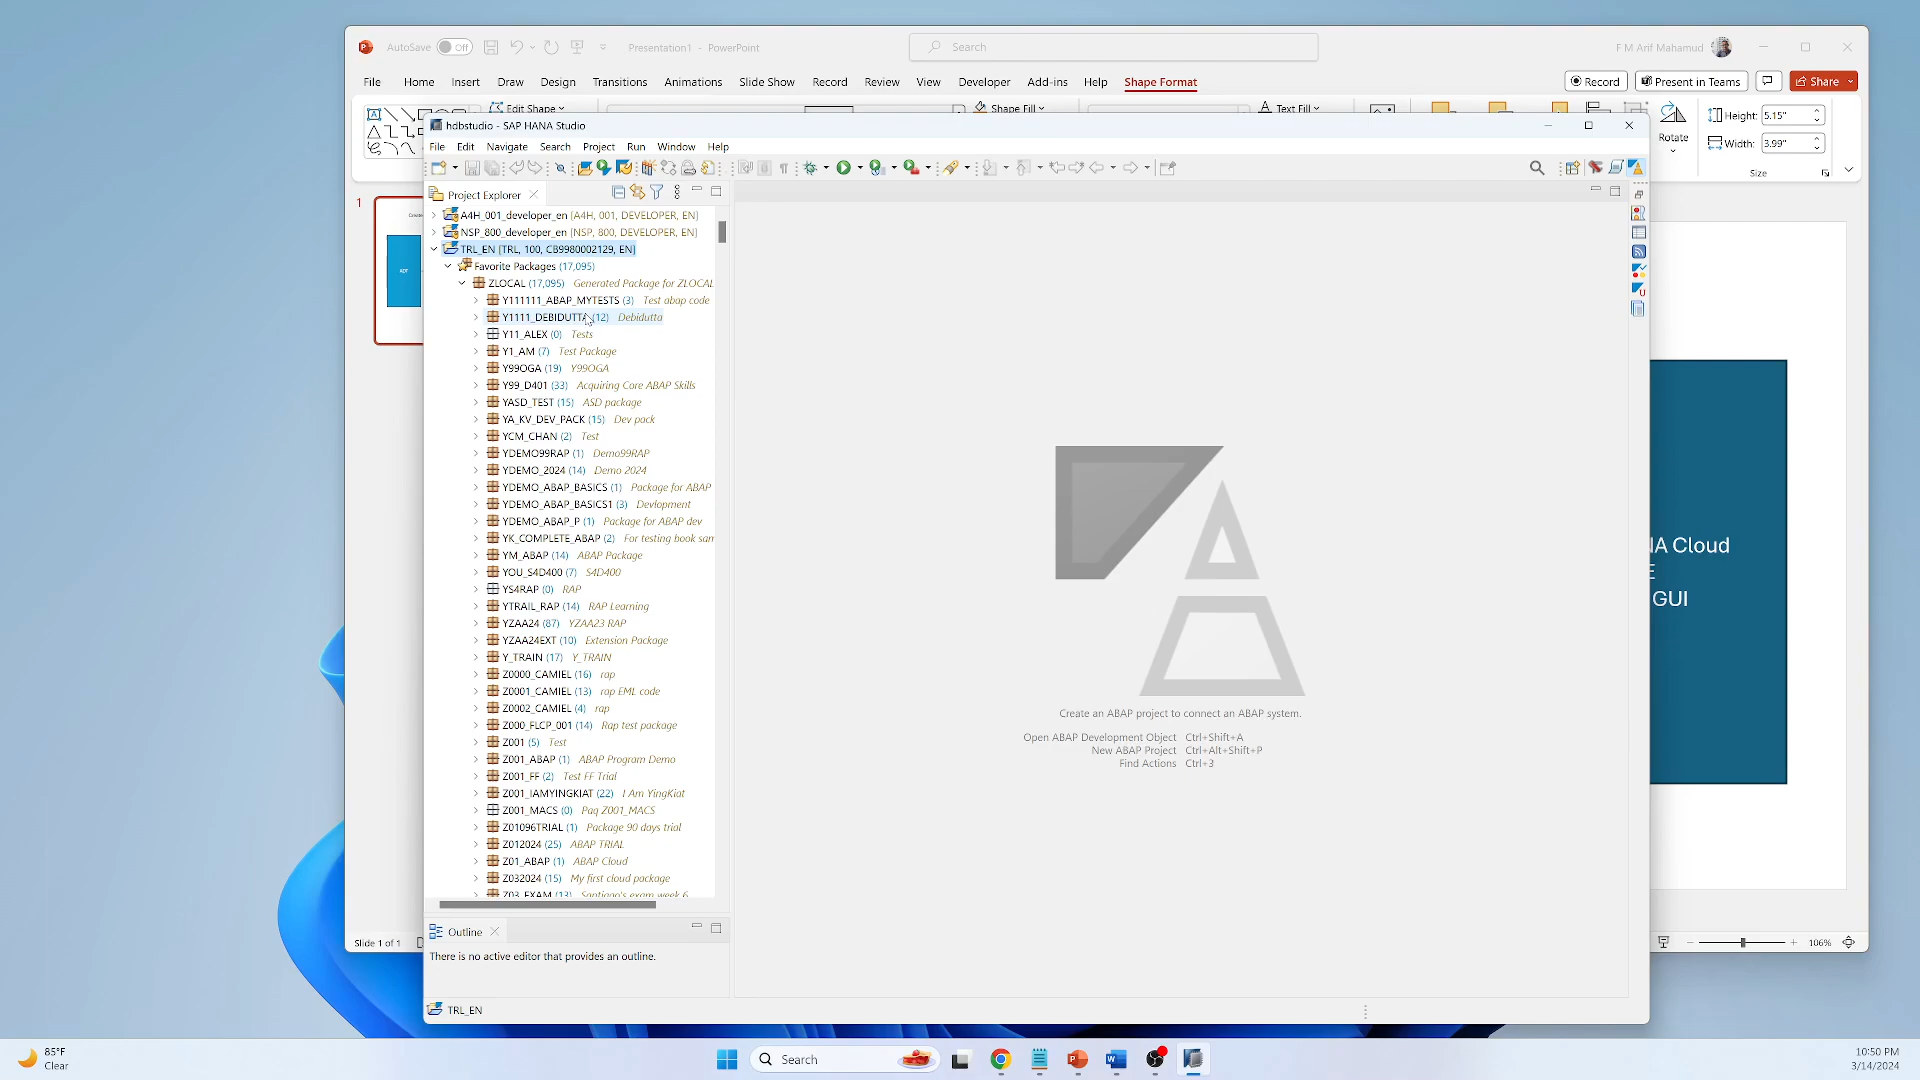 AutoSave Off
Presentation1 - PowerPoint
Search
F M Arif Mahamud
File Home Insert Draw Design Transitions Animations Slide Show Record Review View Developer Add-ins Help Shape Format
Record Present in Teams Share
Edit Shape Shape Fill Text Fill
Rotate
Height: 5.15"
Width: 3.99"
Size
1
ADT
hdbstudio - SAP HANA Studio
File Edit Navigate Search Project Run Window Help
Project Explorer
A4H_001_developer_en [A4H, 001, DEVELOPER, EN]
NSP_800_developer_en [NSP, 800, DEVELOPER, EN]
TRL_EN [TRL, 100, CB9980002129, EN]
Favorite Packages (17,095)
ZLOCAL (17,095) Generated Package for ZLOCAL
Y111111_ABAP_MYTESTS (3) Test abap code
Y1111_DEBIDUTTA (12) Debidutta
Y11_ALEX (0) Tests
Y1_AM (7) Test Package
Y99OGA (19) Y99OGA
Y99_D401 (33) Acquiring Core ABAP Skills
YASD_TEST (15) ASD package
YA_KV_DEV_PACK (15) Dev pack
YCM_CHAN (2) Test
YDEMO99RAP (1) Demo99RAP
YDEMO_2024 (14) Demo 2024
YDEMO_ABAP_BASICS (1) Package for ABAP
YDEMO_ABAP_BASICS1 (3) Devlopment
YDEMO_ABAP_P (1) Package for ABAP dev
YK_COMPLETE_ABAP (2) For testing book sam
YM_ABAP (14) ABAP Package
YOU_S4D400 (7) S4D400
YS4RAP (0) RAP
YTRAIL_RAP (14) RAP Learning
YZAA24 (87) YZAA23 RAP
YZAA24EXT (10) Extension Package
Y_TRAIN (17) Y_TRAIN
Z0000_CAMIEL (16) rap
Z0001_CAMIEL (13) rap EML code
Z0002_CAMIEL (4) rap
Z000_FLCP_001 (14) Rap test package
Z001 (5) Test
Z001_ABAP (1) ABAP Program Demo
Z001_FF (2) Test FF Trial
Z001_IAMYINGKIAT (22) I Am YingKiat
Z001_MACS (0) Paq Z001_MACS
Z01096TRIAL (1) Package 90 days trial
Z012024 (25) ABAP TRIAL
Z01_ABAP (1) ABAP Cloud
Z032024 (15) My first cloud package
Z03_EXAM (13) Santiago's exam week 6
Create an ABAP project to connect an ABAP system.
Open ABAP Development Object Ctrl+Shift+A
New ABAP Project Ctrl+Alt+Shift+P
Find Actions Ctrl+3
NA Cloud
E
GUI
Outline
There is no active editor that provides an outline.
TRL_EN
Slide 1 of 1
106%
85°F
Clear
Search
10:50 PM
3/14/2024